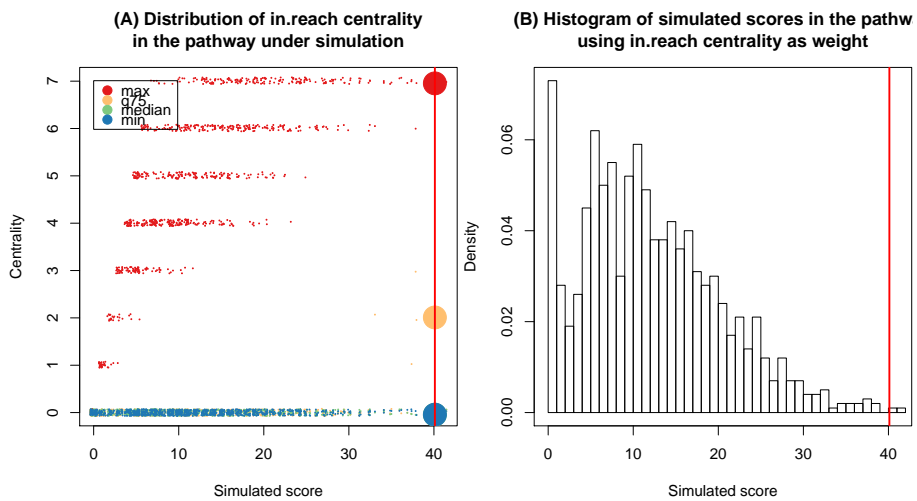 (A) Distribution of in.reach centrality
in the pathway under simulation
max
q75
median
min
7
6
5
4
3
2
1
0
Centrality
0 10 20 30 40
Simulated score
(B) Histogram of simulated scores in the pathw
using in.reach centrality as weight
0.06
0.04
0.02
0.00
Density
0 10 20 30 40
Simulated score